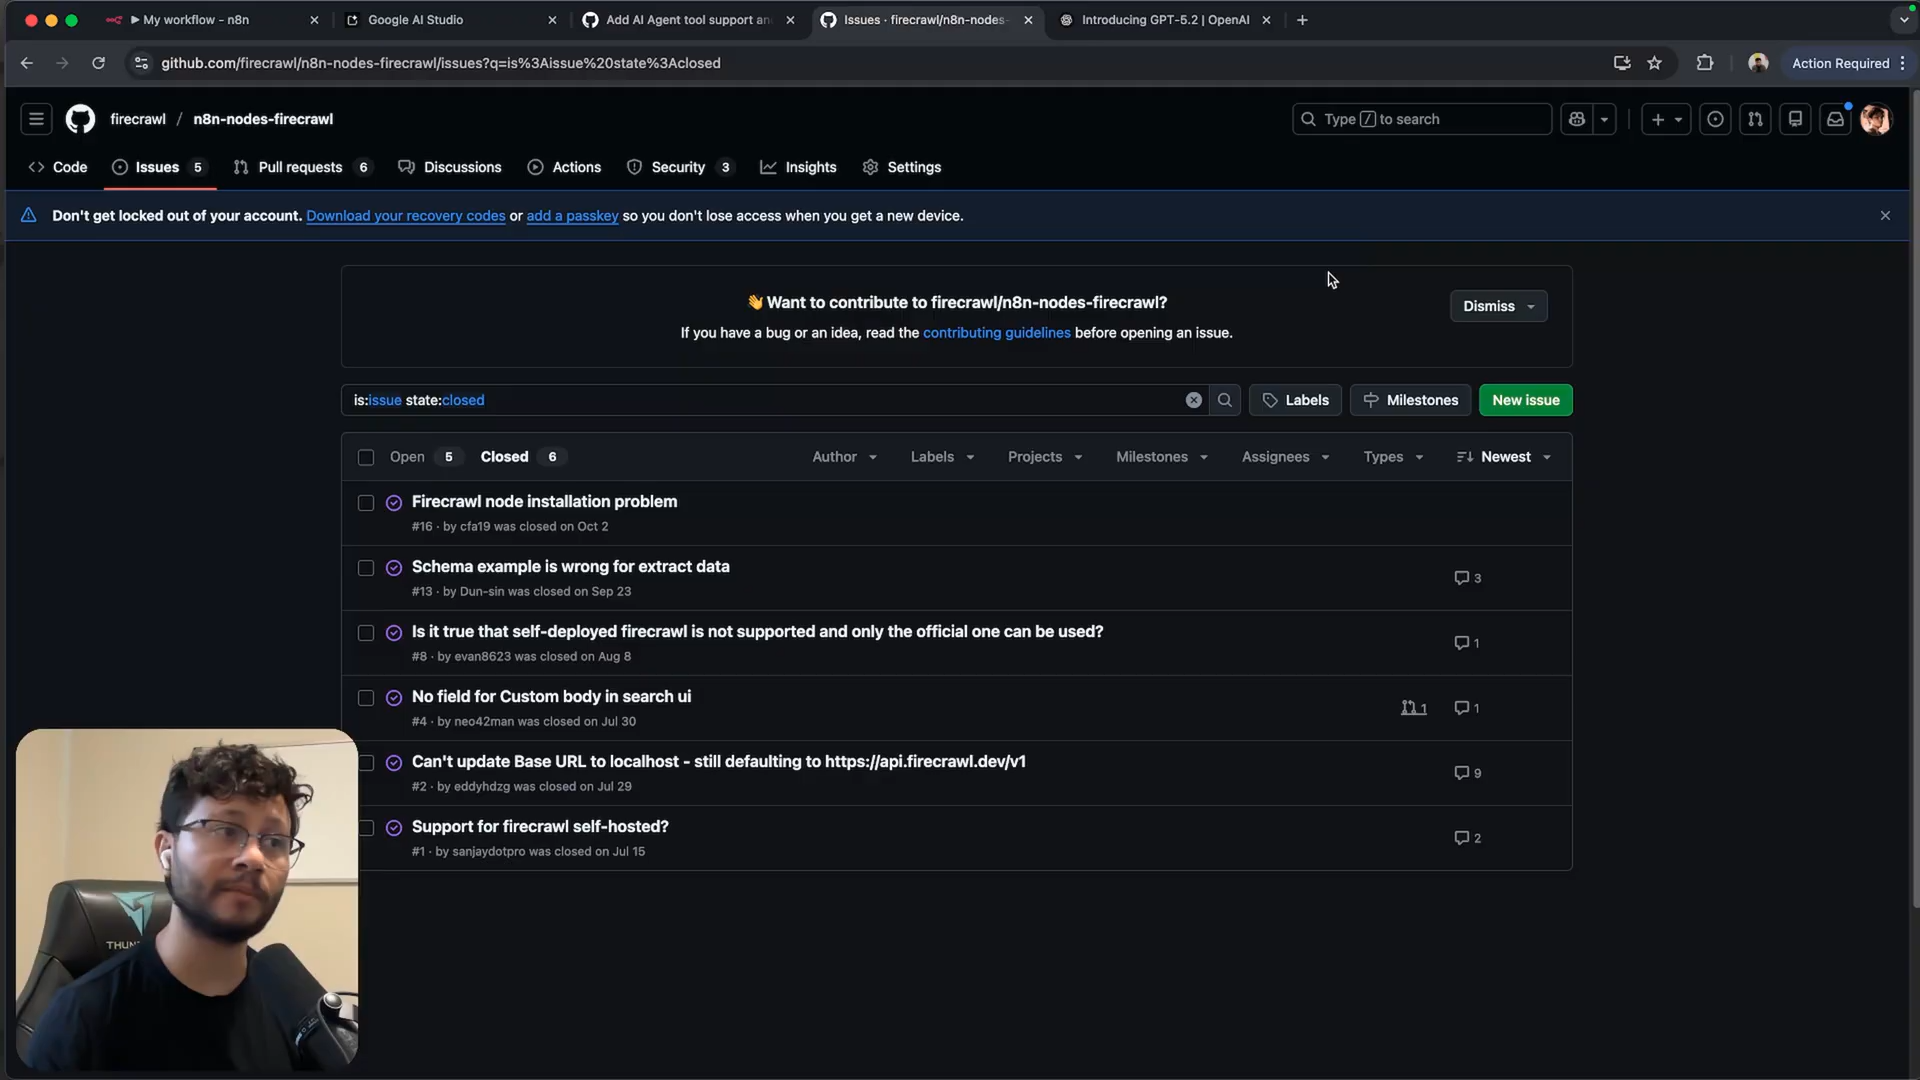 My workflow - n8n
Google AI Studio
Add AI Agent tool support an
Issues · firecrawl/n8n-nodes-
Introducing GPT-5.2 | OpenAI
github.com/firecrawl/n8n-nodes-firecrawl/issues?q=is%3Aissue%20state%3Aclosed
Action Required
firecrawl / n8n-nodes-firecrawl
Type / to search
Code
Issues 5
Pull requests 6
Discussions
Actions
Security 3
Insights
Settings
Don't get locked out of your account. Download your recovery codes or add a passkey so you don't lose access when you get a new device.
👋 Want to contribute to firecrawl/n8n-nodes-firecrawl?
Dismiss
If you have a bug or an idea, read the contributing guidelines before opening an issue.
is:issue state:closed
Labels
Milestones
New issue
Open 5
Closed 6
Author
Labels
Projects
Milestones
Assignees
Types
Newest
Firecrawl node installation problem
#16 · by cfa19 was closed on Oct 2
Schema example is wrong for extract data
3
#13 · by Dun-sin was closed on Sep 23
Is it true that self-deployed firecrawl is not supported and only the official one can be used?
1
#8 · by evan8623 was closed on Aug 8
No field for Custom body in search ui
1
1
#4 · by neo42man was closed on Jul 30
Can't update Base URL to localhost - still defaulting to https://api.firecrawl.dev/v1
9
#2 · by eddyhdzg was closed on Jul 29
Support for firecrawl self-hosted?
2
#1 · by sanjaydotpro was closed on Jul 15
THUN